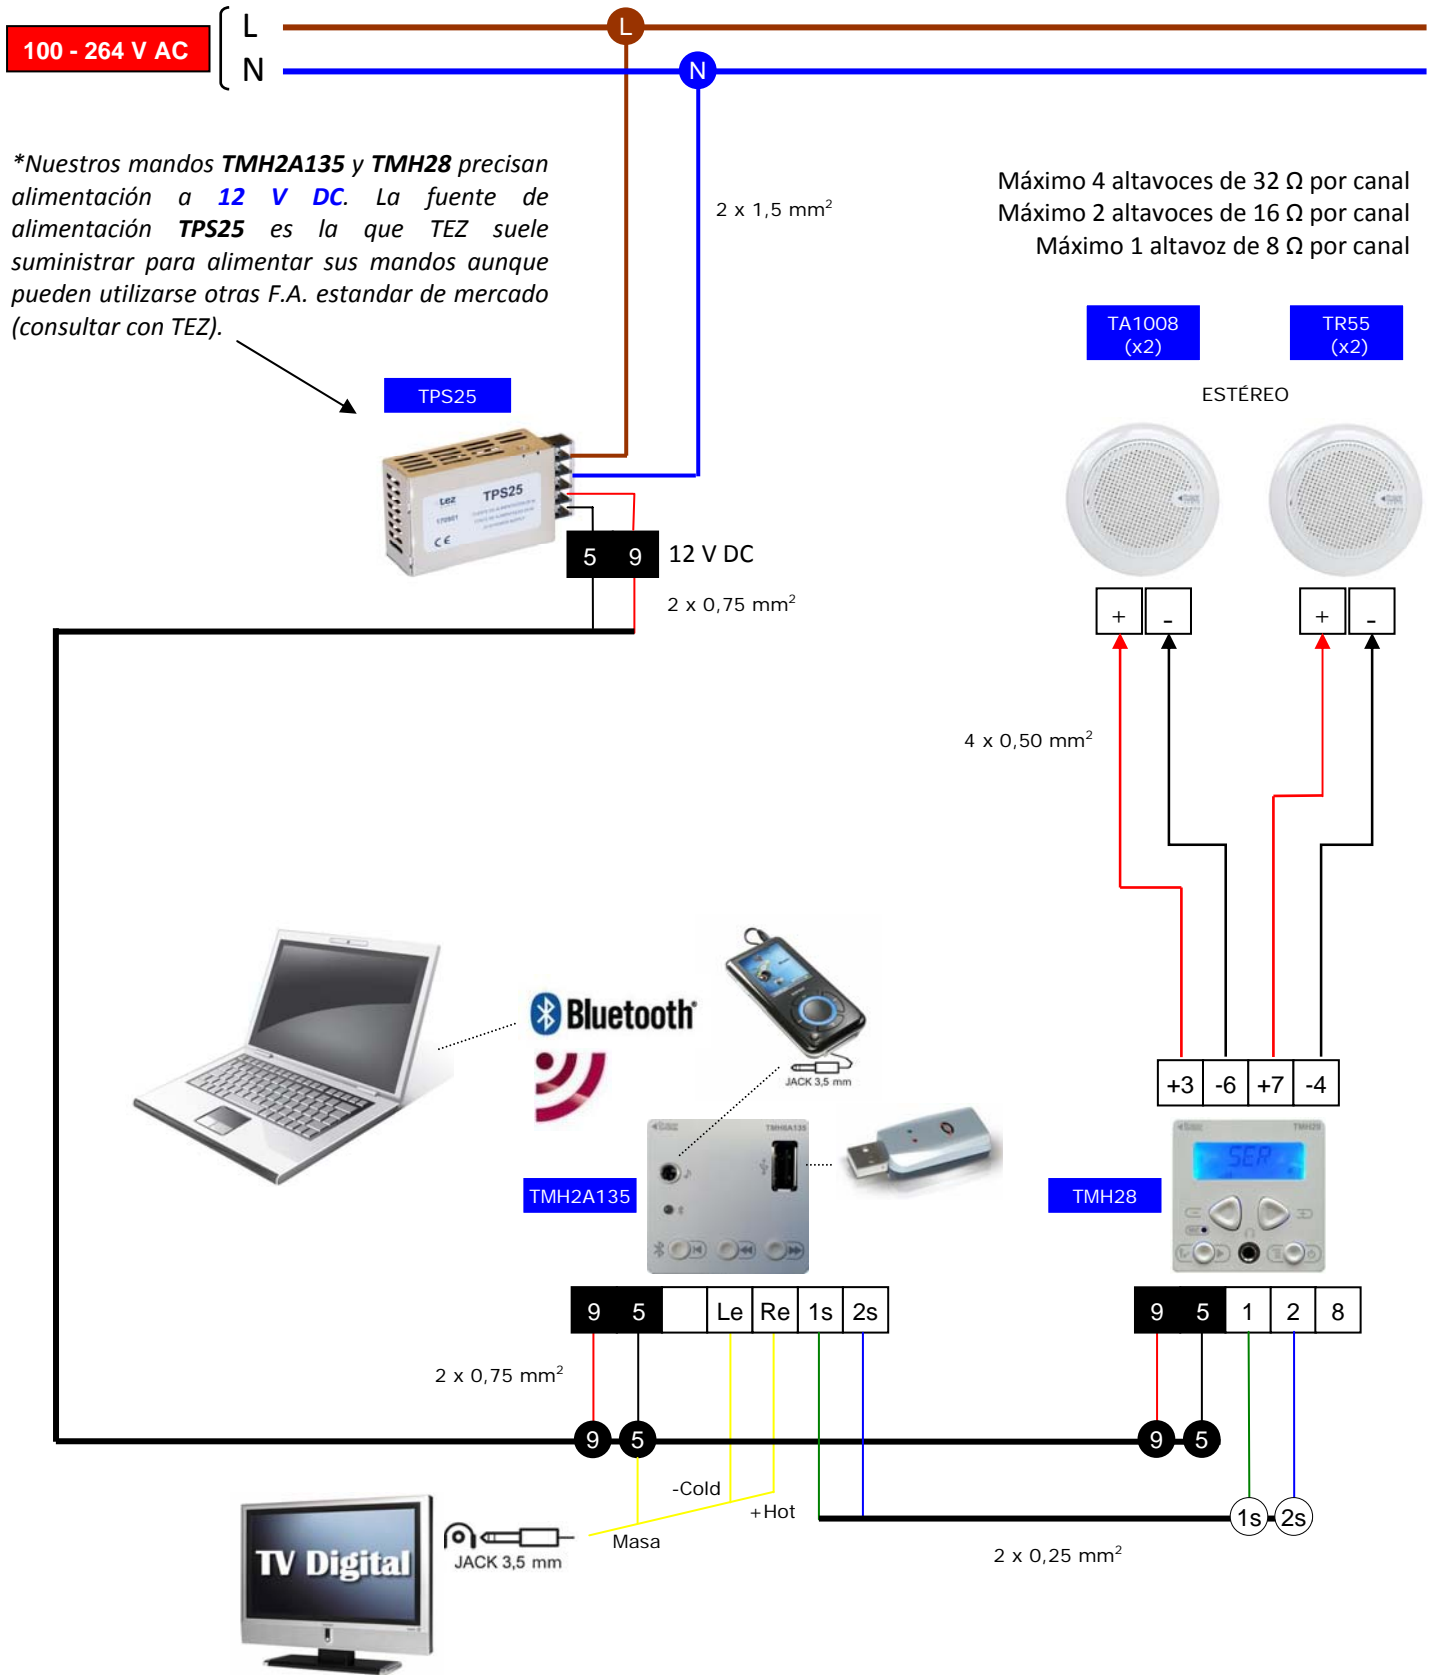 L
100 - 264 V AC
N
L
N
*Nuestros mandos TMH2A135 y TMH28 precisan
alimentación a 12 V DC. La fuente de
alimentación TPS25 es la que TEZ suele
suministrar para alimentar sus mandos aunque
pueden utilizarse otras F.A. estandar de mercado
(consultar con TEZ).
2 x 1,5 mm²
Máximo 4 altavoces de 32 Ω por canal
Máximo 2 altavoces de 16 Ω por canal
Máximo 1 altavoz de 8 Ω por canal
TA1008
(x2)
TR55
(x2)
ESTÉREO
TPS25
tez
TPS25
170901
CE
5 9
12 V DC
2 x 0,75 mm²
+ -
+ -
4 x 0,50 mm²
Bluetooth
JACK 3,5 mm
+3 -6 +7 -4
TMH2A135
TMH6A135
TMH28
TMH28
SER
9 5 Le Re 1s 2s
9 5 1 2 8
2 x 0,75 mm²
9 5
9 5
-Cold
+Hot
Masa
1s 2s
2 x 0,25 mm²
TV Digital
JACK 3,5 mm